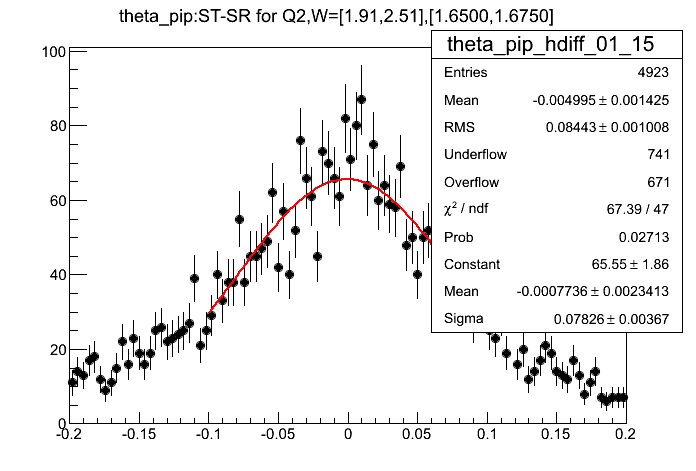 theta_pip:ST-SR for Q2,W=[1.91,2.51],[1.6500,1.6750]
theta_pip_hdiff_01_15
Entries 4923
Mean -0.004995 ± 0.001425
RMS 0.08443 ± 0.001008
Underflow 741
Overflow 671
χ² / ndf 67.39 / 47
Prob 0.02713
Constant 65.55 ± 1.86
Mean -0.0007736 ± 0.0023413
Sigma 0.07826 ± 0.00367
100
80
60
40
20
0
-0.2 -0.15 -0.1 -0.05 0 0.05 0.1 0.15 0.2